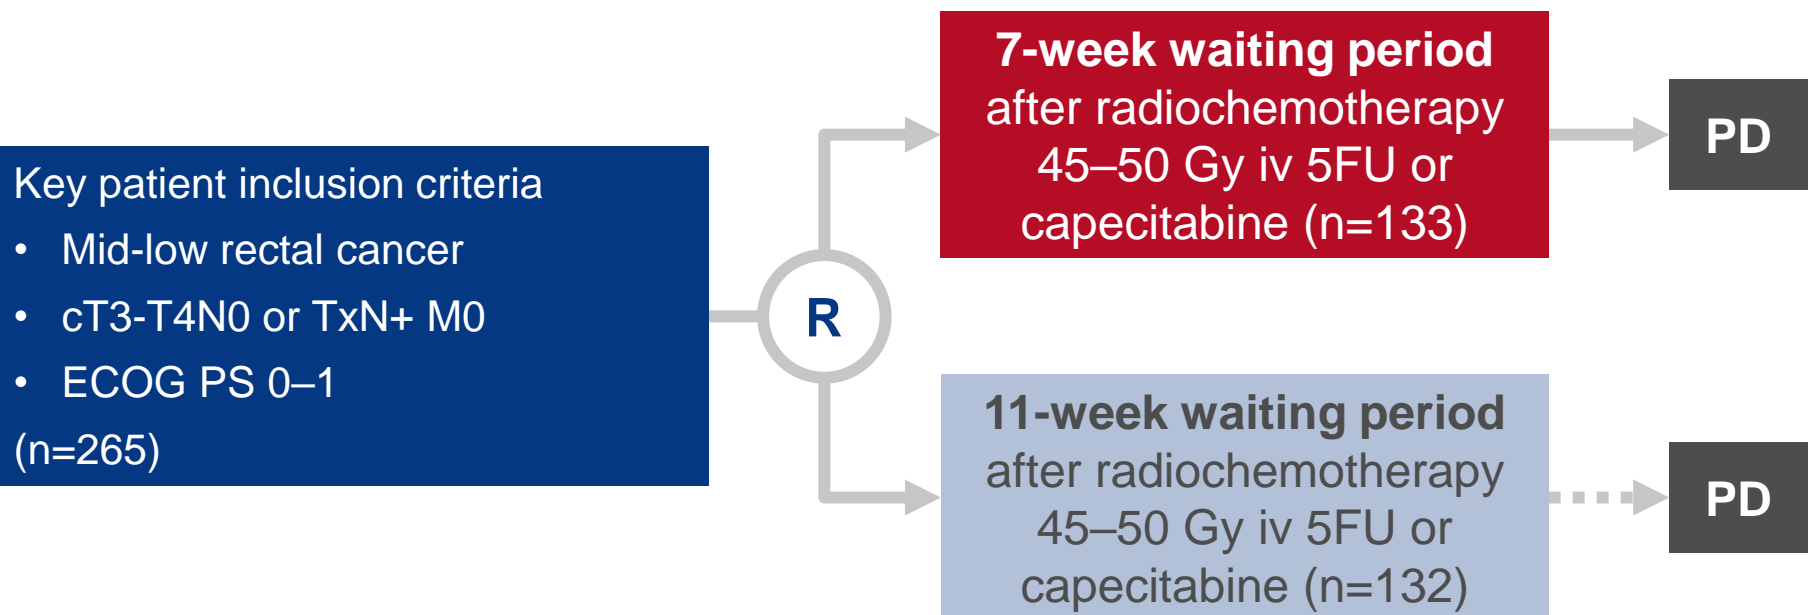 Key patient inclusion criteria
• Mid-low rectal cancer
• cT3-T4N0 or TxN+ M0
• ECOG PS 0–1
(n=265)
R
7-week waiting period
after radiochemotherapy
45–50 Gy iv 5FU or
capecitabine (n=133)
PD
11-week waiting period
after radiochemotherapy
45–50 Gy iv 5FU or
capecitabine (n=132)
PD